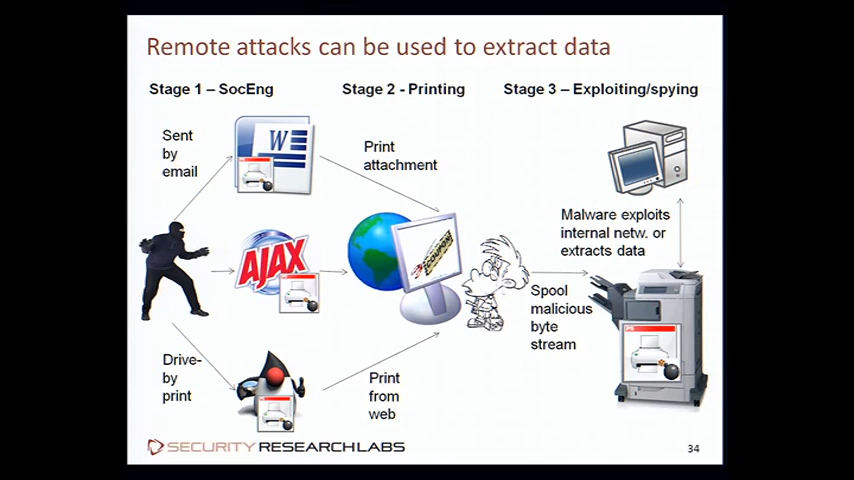 Remote attacks can be used to extract data
Stage 1 – SocEng
Stage 2 - Printing
Stage 3 – Exploiting/spying
Sent
by
email
W
Print
attachment
Malware exploits
internal netw. or
extracts data
AJAX
Spool
malicious
byte
stream
Drive-
by
print
Print
from
web
SECURITY RESEARCH LABS
34